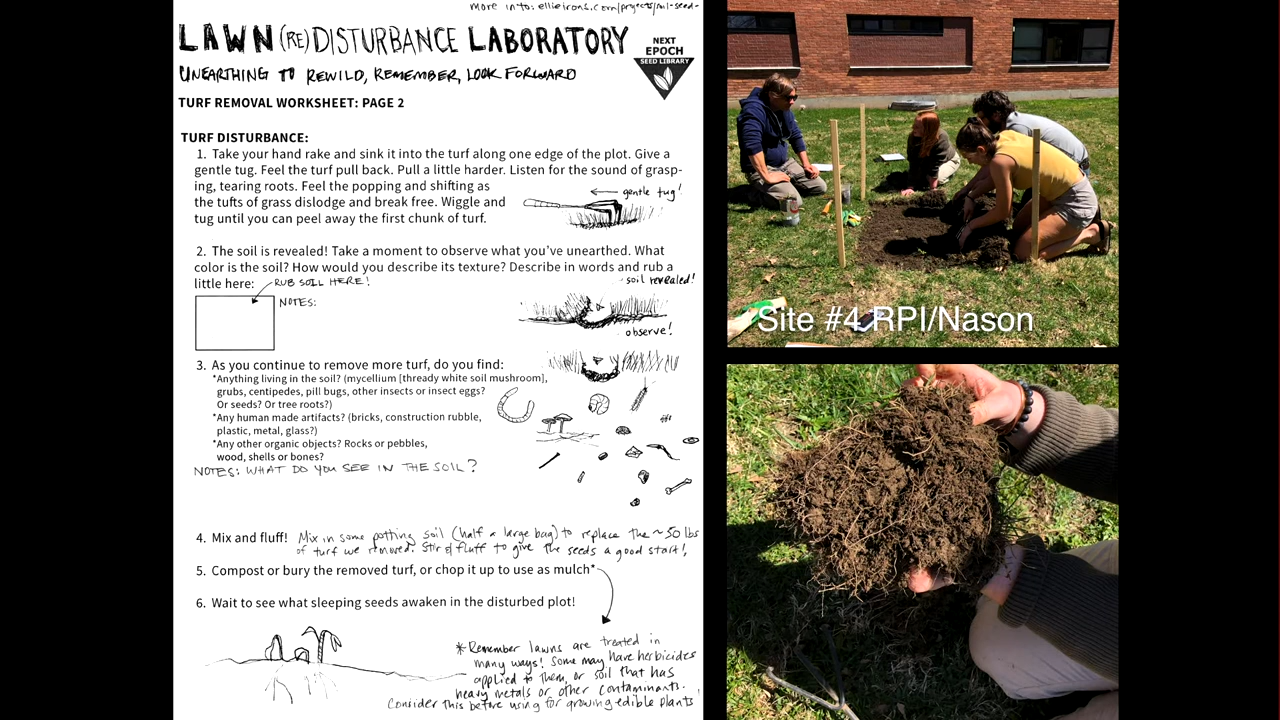 more info: ellieirons.com/projects/soil-seed-
LAWN (RE) DISTURBANCE LABORATORY
UNEARTHING TO REWILD, REMEMBER, LOOK FORWARD
NEXT
EPOCH
SEED LIBRARY
TURF REMOVAL WORKSHEET: PAGE 2
TURF DISTURBANCE:
1. Take your hand rake and sink it into the turf along one edge of the plot. Give a
gentle tug. Feel the turf pull back. Pull a little harder. Listen for the sound of grasp-
ing, tearing roots. Feel the popping and shifting as
the tufts of grass dislodge and break free. Wiggle and
tug until you can peel away the first chunk of turf.
gentle tug!
2. The soil is revealed! Take a moment to observe what you've unearthed. What
color is the soil? How would you describe its texture? Describe in words and rub a
little here:
RUB SOIL HERE!
soil revealed!
NOTES:
observe!
3. As you continue to remove more turf, do you find:
*Anything living in the soil? (mycellium [thready white soil mushroom],
grubs, centipedes, pill bugs, other insects or insect eggs?
Or seeds? Or tree roots?)
*Any human made artifacts? (bricks, construction rubble,
plastic, metal, glass?)
*Any other organic objects? Rocks or pebbles,
wood, shells or bones?
NOTES: WHAT DO YOU SEE IN THE SOIL?
4. Mix and fluff! Mix in some potting soil (half a large bag) to replace the ~50 lbs
of turf we removed. Stir & fluff to give the seeds a good start!
5. Compost or bury the removed turf, or chop it up to use as mulch*
6. Wait to see what sleeping seeds awaken in the disturbed plot!
*Remember lawns are treated in
many ways! Some may have herbicides
applied to them, or soil that has
heavy metals or other contaminants.
Consider this before using for growing edible plants!
Site #4 RPI/Nason